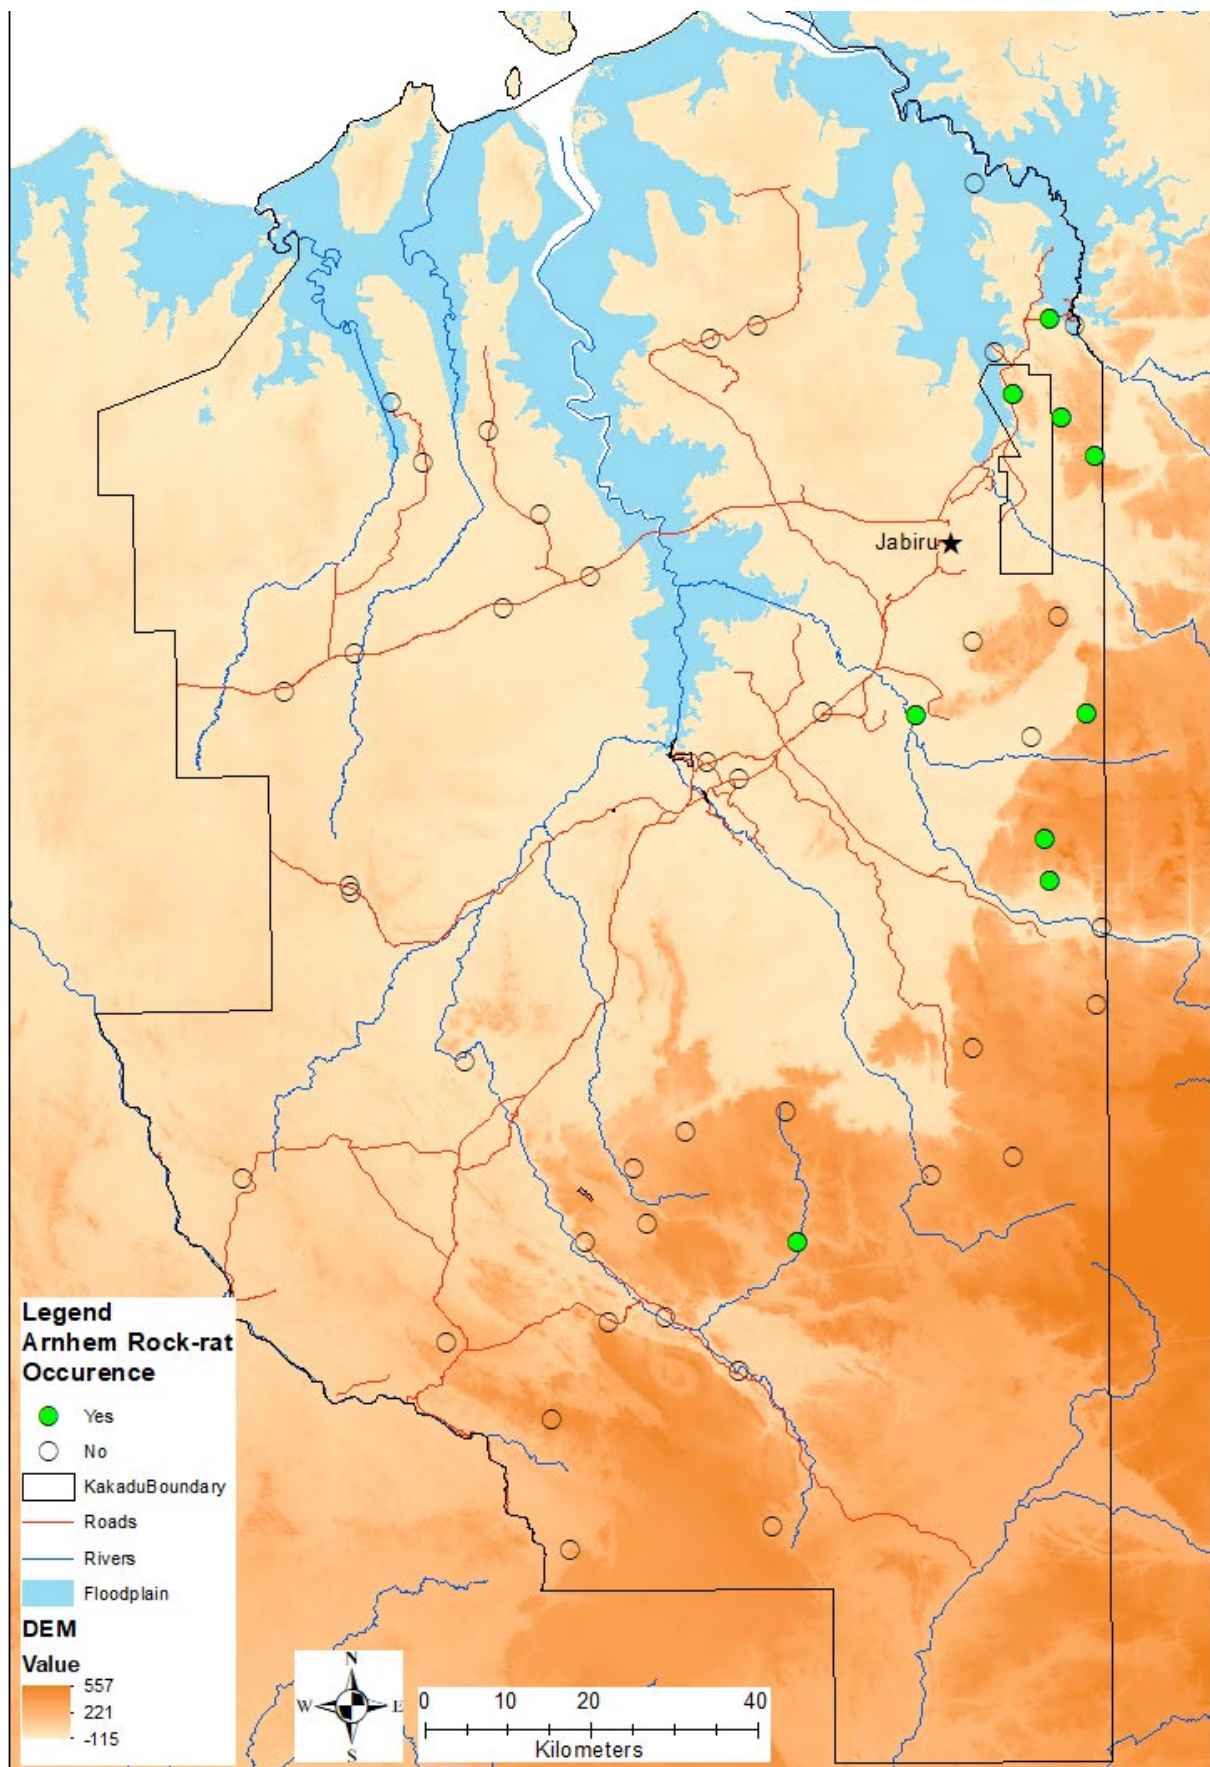 Jabiru
Legend
Arnhem Rock-rat
Occurence
Yes
No
KakaduBoundary
Roads
Rivers
Floodplain
DEM
Value
557
221
-115
N
W E
S
0 10 20 40
Kilometers